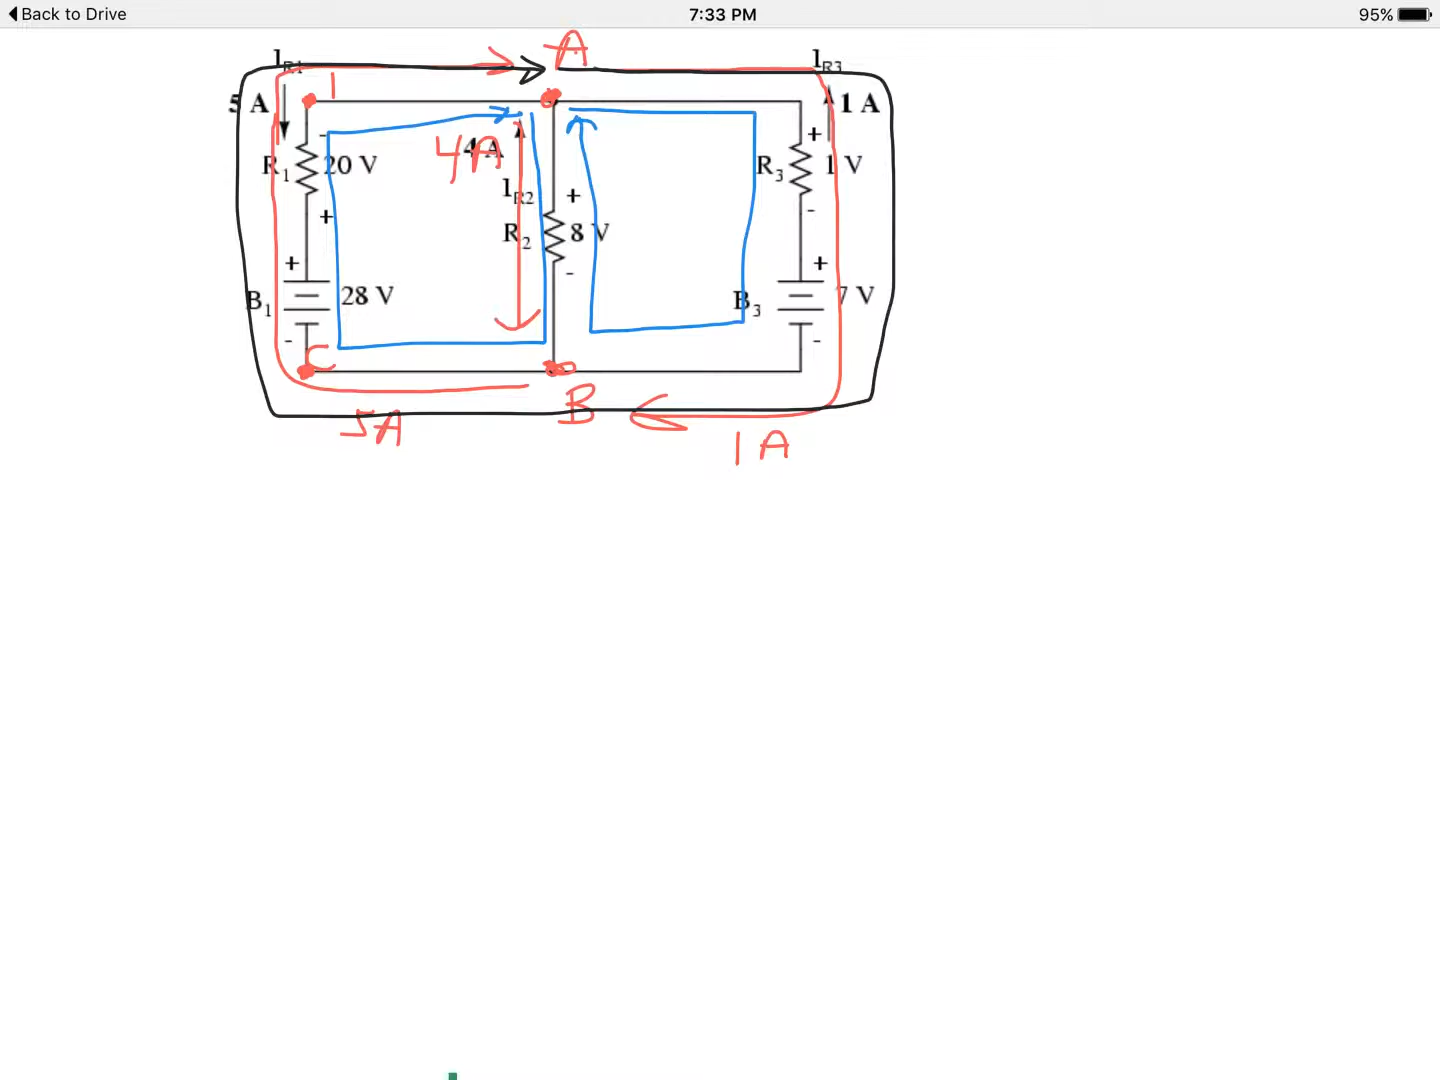 Back to Drive 7:33 PM 95%
A
I R1 I R3
1
5 A 1 A
- +
4 A 4A
R1 20 V R3 1 V
I R2 +
+ -
R2 8 V
+ - +
B1 28 V B3 7 V
- -
C
B
5A
1A